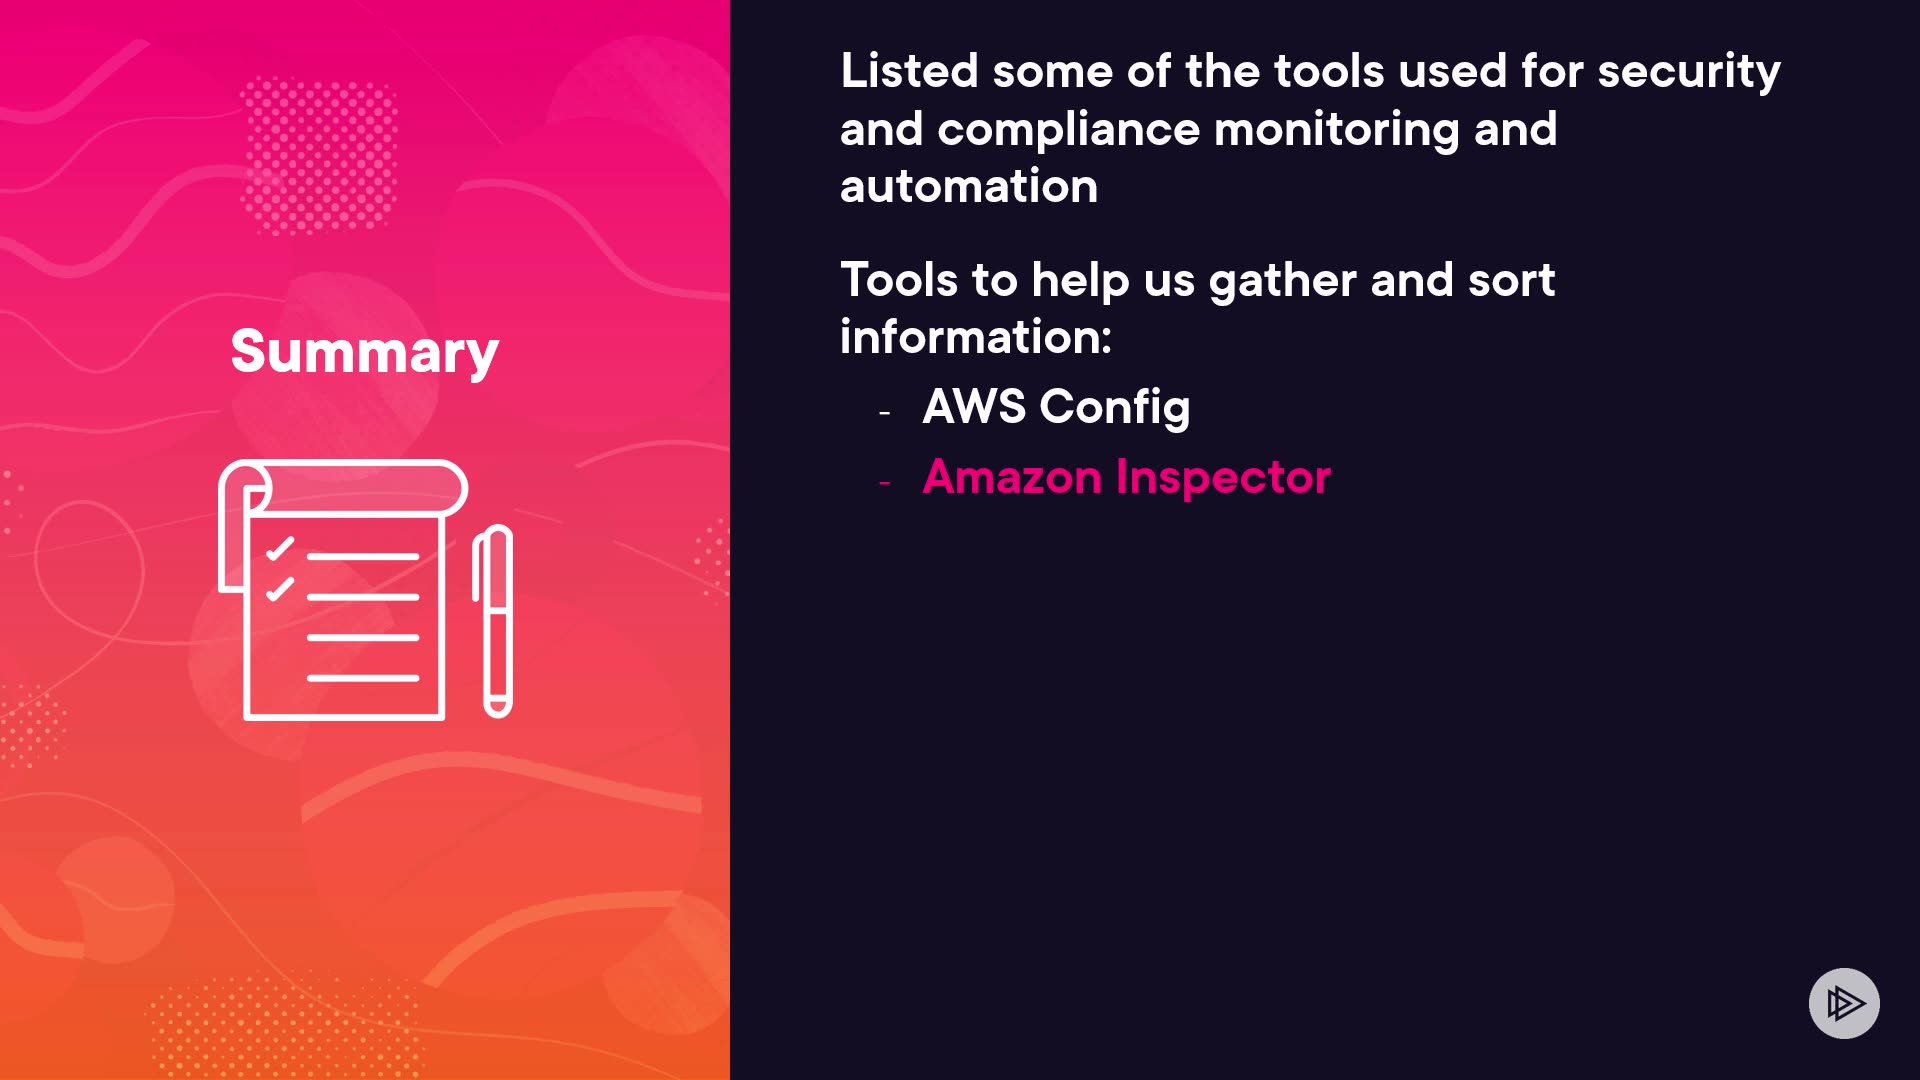 Summary
Listed some of the tools used for security
and compliance monitoring and
automation
Tools to help us gather and sort
information:
- AWS Config
- Amazon Inspector